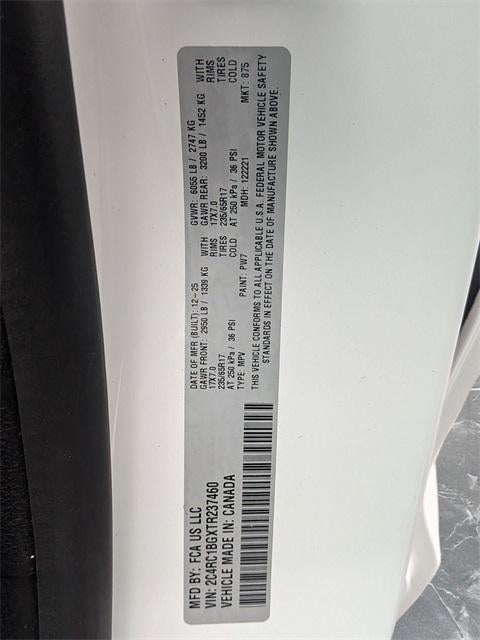 MFD BY: FCA US LLC
VIN: 2C4RC1BGXTR237460
VEHICLE MADE IN: CANADA
DATE OF MFR (BUILT): 12-25 GVWR: 6055 LB / 2747 KG
GAWR FRONT: 2950 LB / 1339 KG WITH GAWR REAR: 3200 LB / 1452 KG WITH
17X7.0 RIMS 17X7.0 RIMS
235/65R17 TIRES 235/65R17 TIRES
AT 250 kPa / 36 PSI COLD AT 250 kPa / 36 PSI COLD
TYPE: MPV PAINT: PW7 MDH: 122221 MKT: 875
THIS VEHICLE CONFORMS TO ALL APPLICABLE U.S.A. FEDERAL MOTOR VEHICLE SAFETY
STANDARDS IN EFFECT ON THE DATE OF MANUFACTURE SHOWN ABOVE.